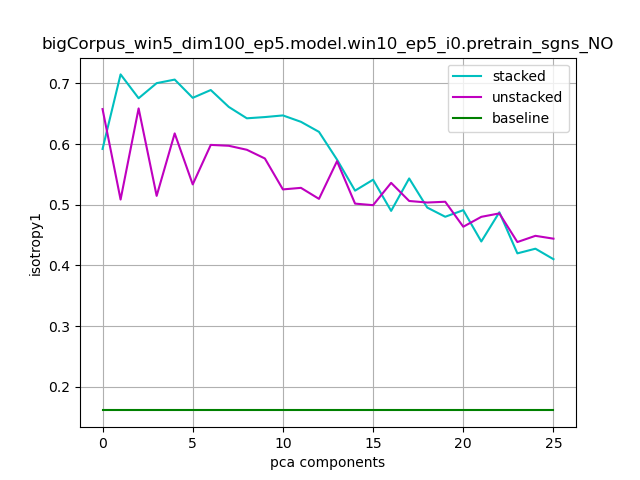 bigCorpus_win5_dim100_ep5.model.win10_ep5_i0.pretrain_sgns_NO
stacked
unstacked
baseline
0.7
0.6
0.5
0.4
0.3
0.2
isotropy1
0 5 10 15 20 25
pca components